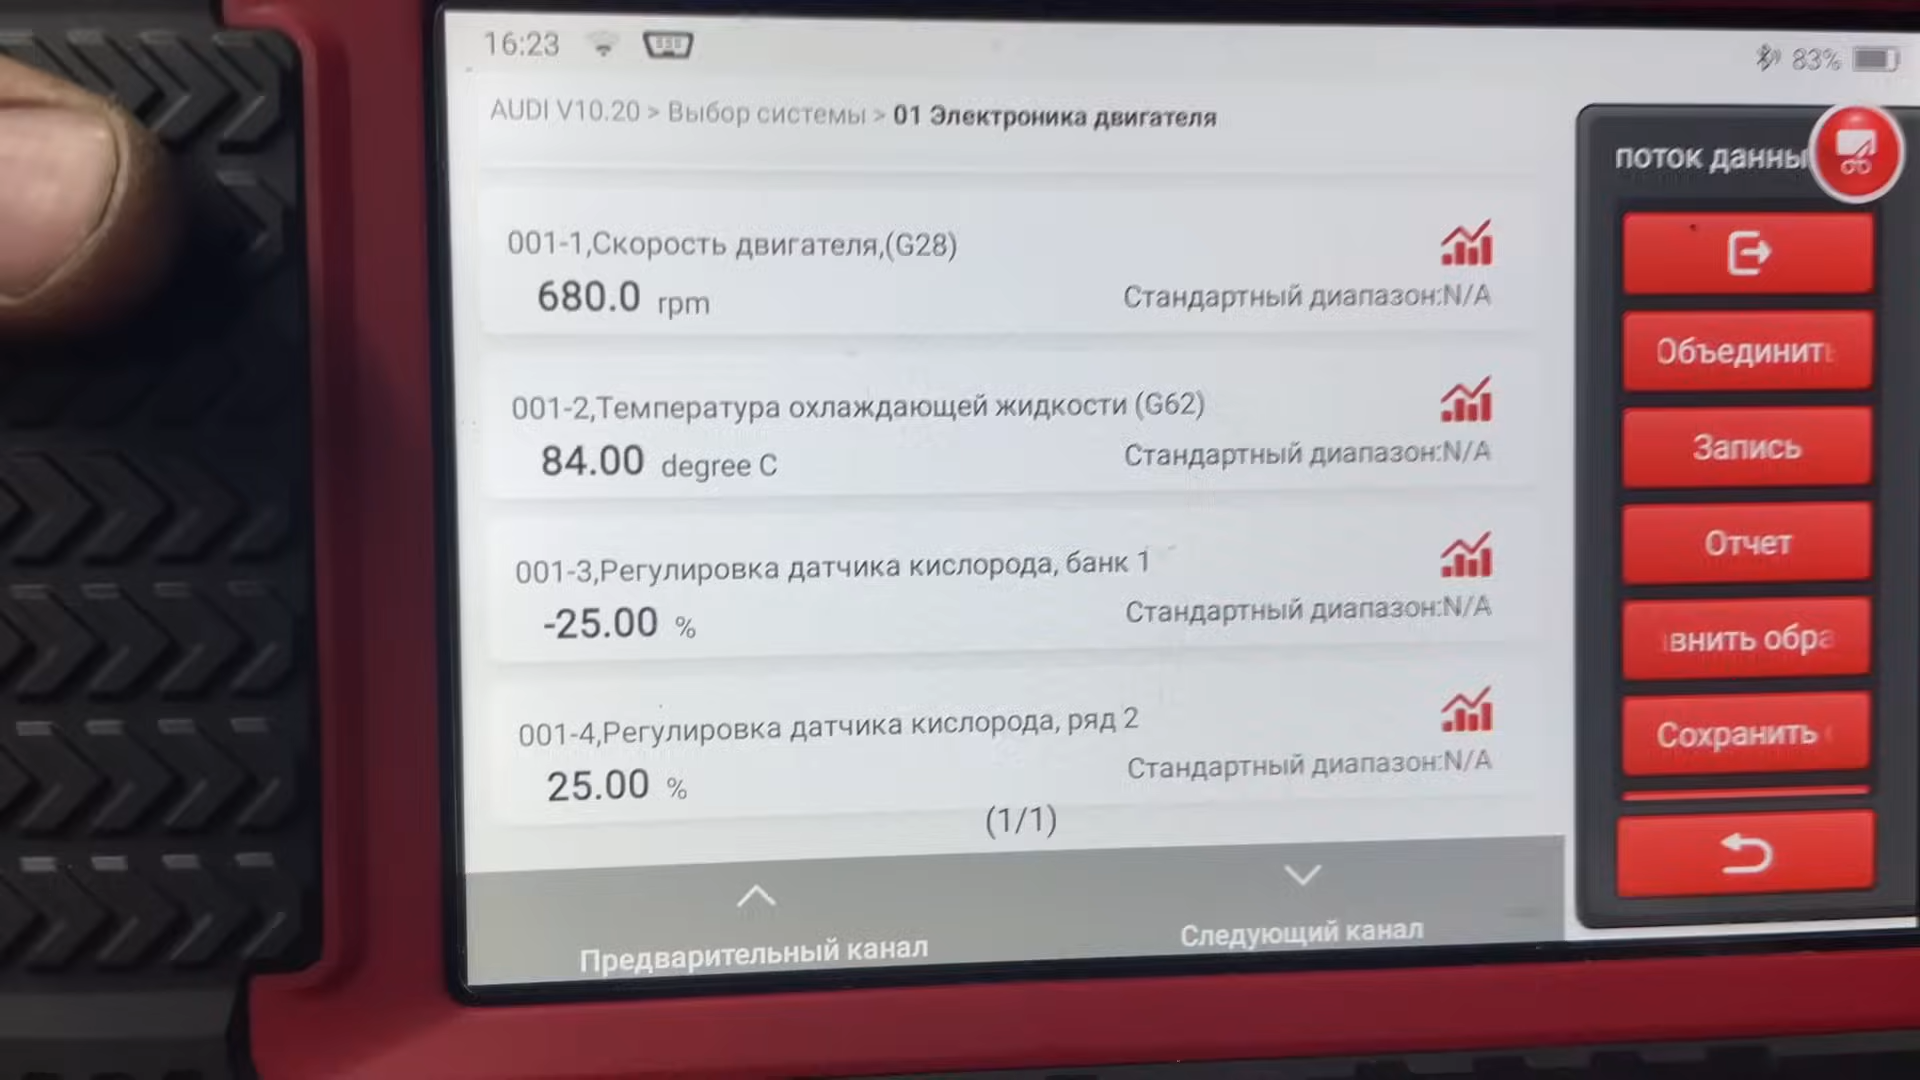 16:23
83%
AUDI V10.20 > Выбор системы > 01 Электроника двигателя
поток данны
001-1,Скорость двигателя,(G28)
680.0 rpm
Стандартный диапазон:N/A
001-2,Температура охлаждающей жидкости (G62)
84.00 degree C
Стандартный диапазон:N/A
001-3,Регулировка датчика кислорода, банк 1
-25.00 %
Стандартный диапазон:N/A
001-4,Регулировка датчика кислорода, ряд 2
25.00 %
Стандартный диапазон:N/A
(1/1)
Предварительный канал
Следующий канал
Объединить
Запись
Отчет
внить обра
Сохранить